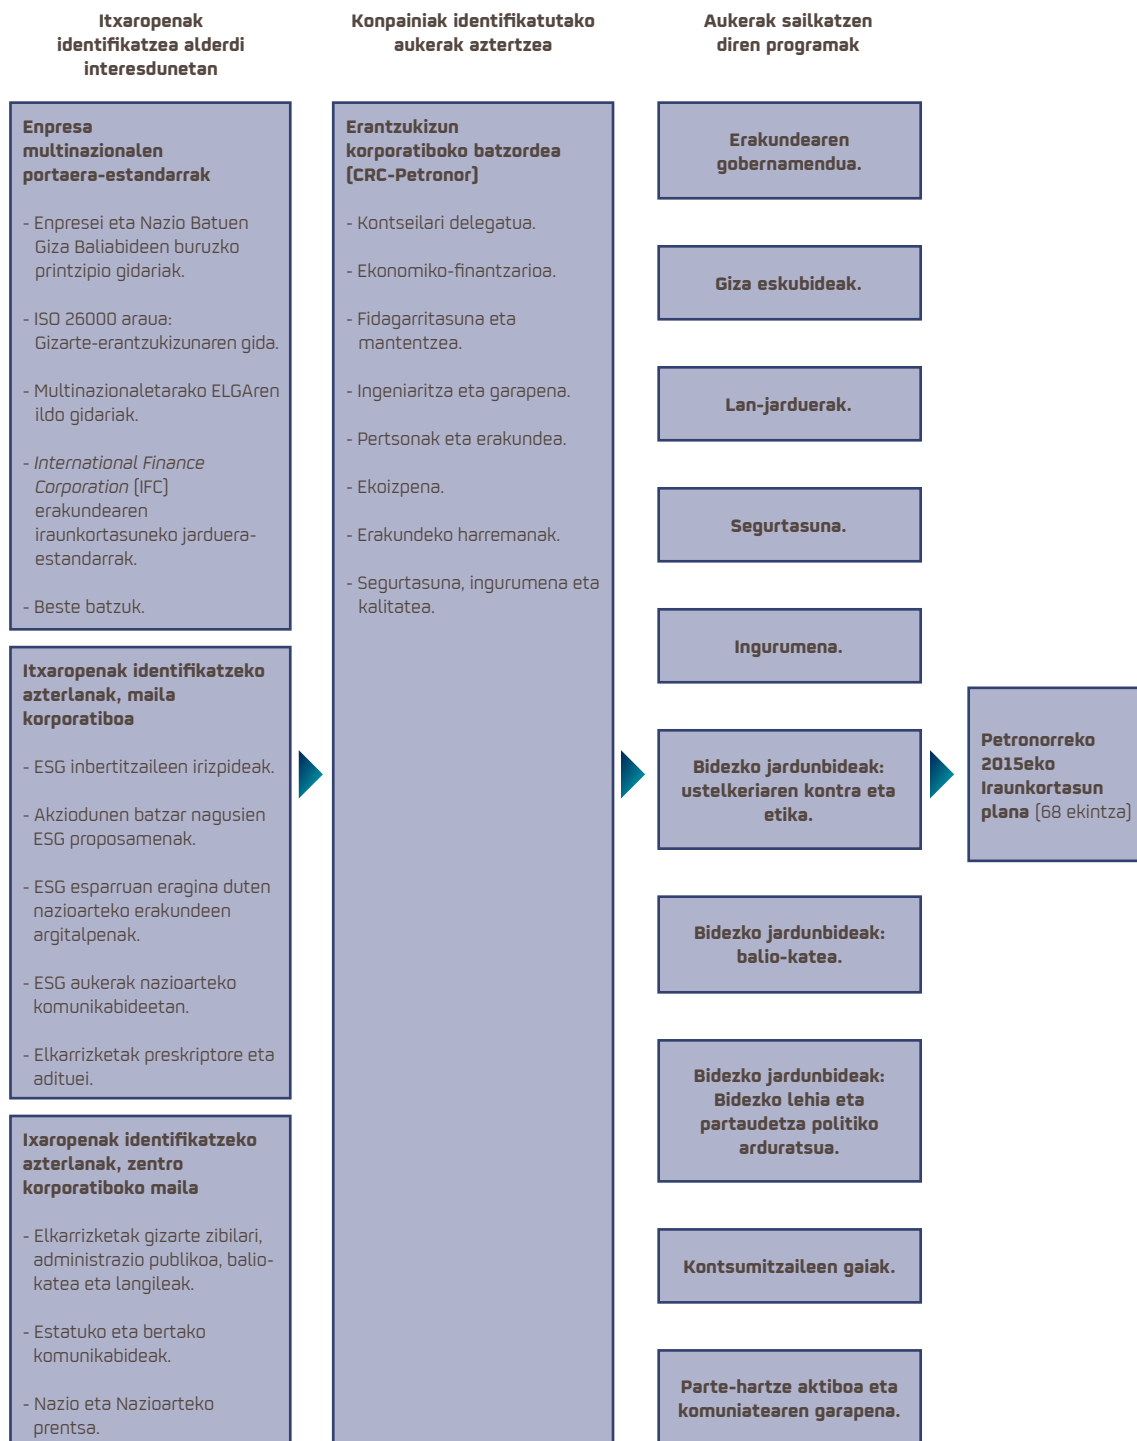 Itxaropenak
identifikatzea alderdi
interesdunetan
Enpresa
multinazionalen
portaera-estandarrak
- Enpresei eta Nazio Batuen
Giza Baliabideen buruzko
printzipio gidariak.
- ISO 26000 araua:
Gizarte-erantzukizunaren gida.
- Multinazionaletarako ELGAren
ildo gidariak.
- International Finance
Corporation (IFC)
erakundearen
iraunkortasuneko jarduera-
estandarrak.
- Beste batzuk.
Itxaropenak identifikatzeko
azterlanak, maila
korporatiboa
- ESG inbertitzaileen irizpideak.
- Akziodunen batzar nagusien
ESG proposamenak.
- ESG esparruan eragina duten
nazioarteko erakundeen
argitalpenak.
- ESG aukerak nazioarteko
komunikabideetan.
- Elkarrizketak preskriptore eta
adituei.
Ixaropenak identifikatzeko
azterlanak, zentro
korporatiboko maila
- Elkarrizketak gizarte zibilari,
administrazio publikoa, balio-
katea eta langileak.
- Estatuko eta bertako
komunikabideak.
- Nazio eta Nazioarteko
prentsa.
Konpainiak identifikatutako
aukerak aztertzea
Erantzukizun
korporatiboko batzordea
(CRC-Petronor)
- Kontseilari delegatua.
- Ekonomiko-finantzarioa.
- Fidagarritasuna eta
mantentzea.
- Ingeniaritza eta garapena.
- Pertsonak eta erakundea.
- Ekoizpena.
- Erakundeko harremanak.
- Segurtasuna, ingurumena eta
kalitatea.
Aukerak sailkatzen
diren programak
Erakundearen
gobernamendua.
Giza eskubideak.
Lan-jarduerak.
Segurtasuna.
Ingurumena.
Bidezko jardunbideak:
ustelkeriaren kontra eta
etika.
Bidezko jardunbideak:
balio-katea.
Bidezko jardunbideak:
Bidezko lehia eta
partaudetza politiko
arduratsua.
Kontsumitzaileen gaiak.
Parte-hartze aktiboa eta
komuniatearen garapena.
Petronorreko
2015eko
Iraunkortasun
plana (68 ekintza)